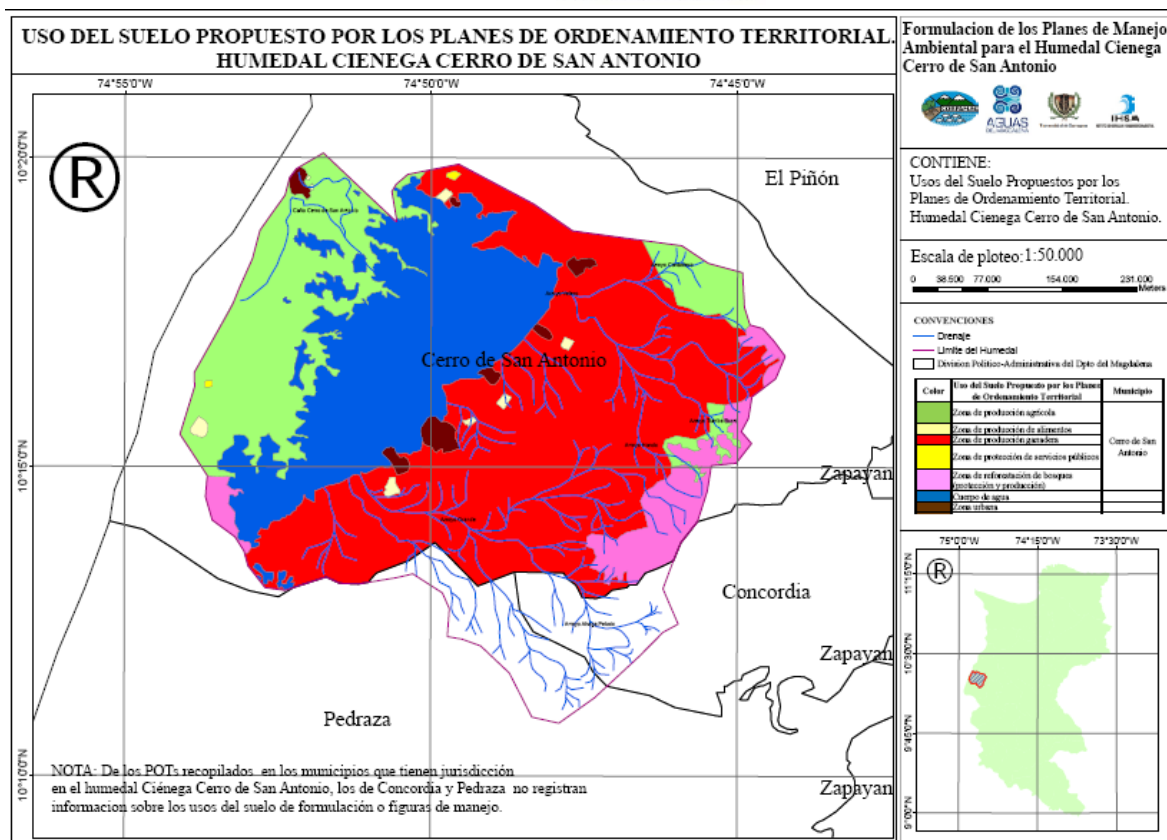 USO DEL SUELO PROPUESTO POR LOS PLANES DE ORDENAMIENTO TERRITORIAL.
HUMEDAL CIENEGA CERRO DE SAN ANTONIO
74°55'0"W
74°50'0"W
74°45'0"W
10°20'0"N
10°15'0"N
10°10'0"N
R
El Piñón
Caño Cerro de San Antonio
Cerro de San Antonio
Zapayan
Concordia
Zapayan
Pedraza
Zapayan
NOTA: De los POTs recopilados en los municipios que tienen jurisdicción
en el humedal Ciénega Cerro de San Antonio, los de Concordia y Pedraza no registran
informacion sobre los usos del suelo de formulación o figuras de manejo.
Formulacion de los Planes de Manejo
Ambiental para el Humedal Cienega
Cerro de San Antonio
AGUAS
DEL MAGDALENA
IHSA
CONTIENE:
Usos del Suelo Propuestos por los
Planes de Ordenamiento Territorial.
Humedal Cienega Cerro de San Antonio.
Escala de ploteo: 1:50.000
0 38.500 77.000 154.000 231.000
Meters
CONVENCIONES
Drenaje
Limite del Humedal
Division Politico-Administrativa del Dpto del Magdalena
Color Uso del Suelo Propuesto por los Planes de Ordenamiento Territorial Municipio
Zona de producción agrícola
Zona de producción de alimentos
Zona de producción ganadera
Zona de protección de servicios públicos
Zona de reforestación de bosques
(protección y producción)
Cuerpo de agua
Zona urbana
Cerro de San
Antonio
75°0'0"W
74°15'0"W
73°30'0"W
R
11°15'0"N
10°30'0"N
9°45'0"N
9°0'0"N